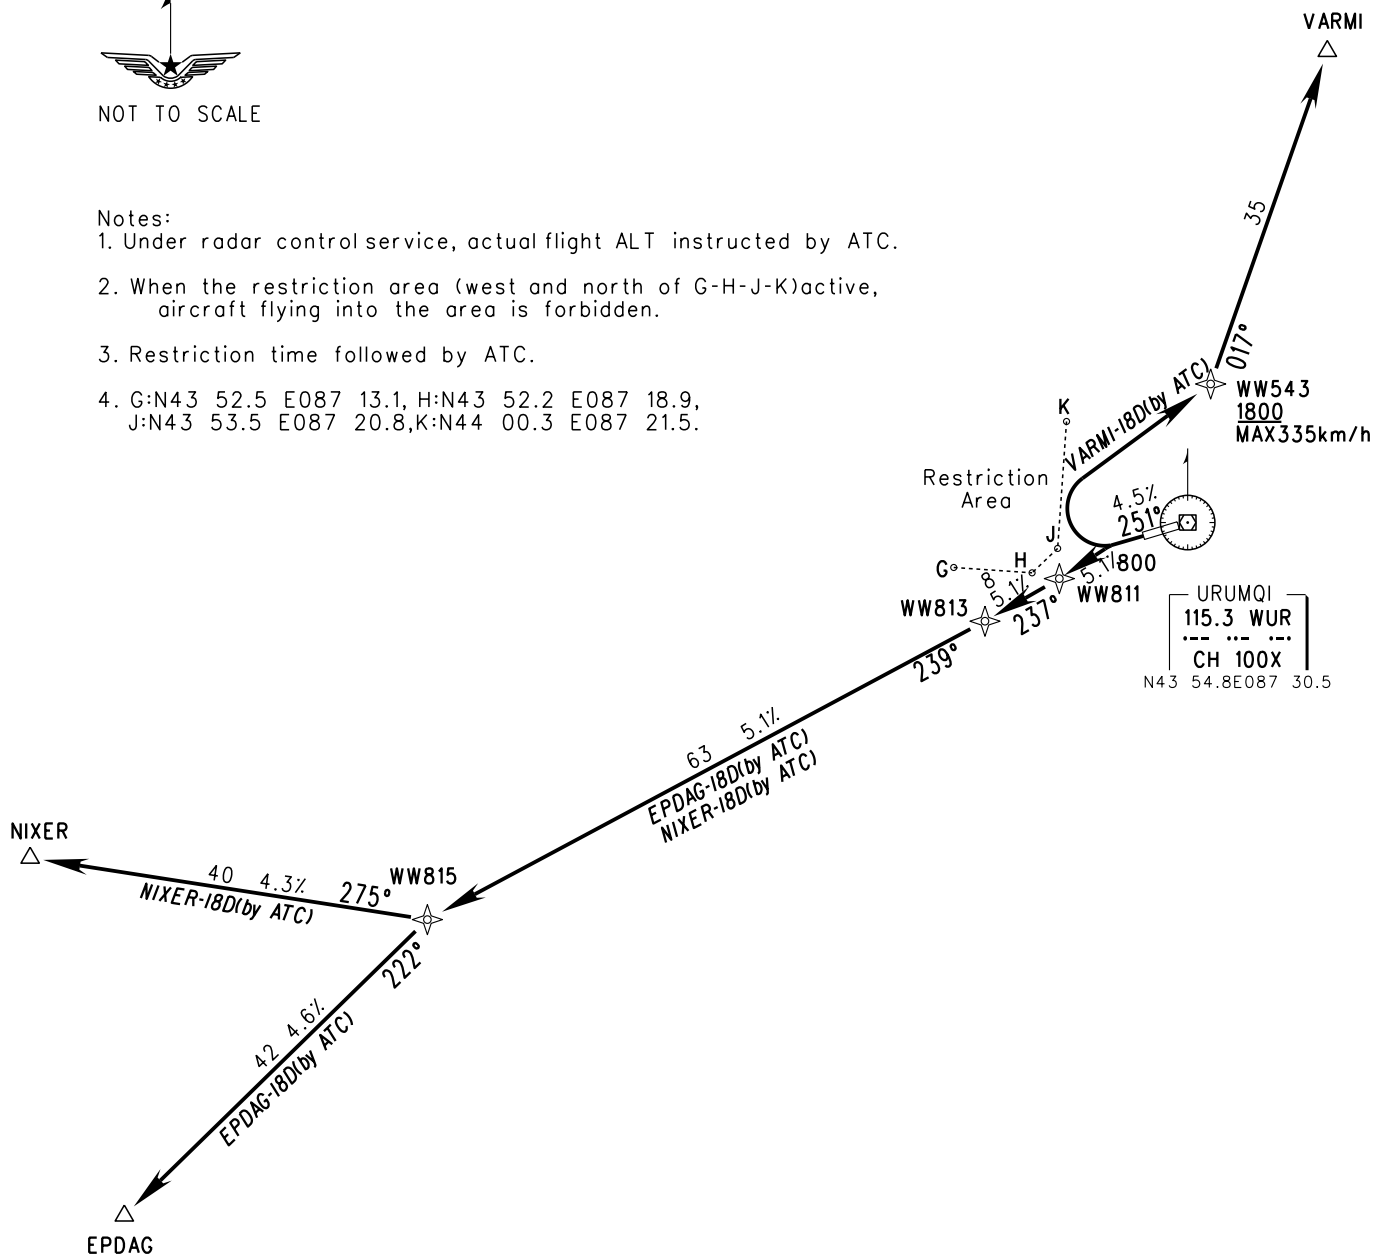 VARMI
NOT TO SCALE
Notes:
1. Under radar control service, actual flight ALT instructed by ATC.
2. When the restriction area (west and north of G-H-J-K)active,
aircraft flying into the area is forbidden.
3. Restriction time followed by ATC.
4. G:N43 52.5 E087 13.1, H:N43 52.2 E087 18.9,
J:N43 53.5 E087 20.8,K:N44 00.3 E087 21.5.
35
017°
VARMI-18D(by ATC)
WW543
1800
MAX335km/h
K
Restriction
Area
4.5%
251°
J
H
G
8
5.1%
5.1%
1800
WW811
WW813
237°
239°
URUMQI
115.3 WUR
CH 100X
N43 54.8E087 30.5
63 5.1%
EPDAG-18D(by ATC)
NIXER-18D(by ATC)
NIXER
40 4.3%
275°
WW815
NIXER-18D(by ATC)
222°
42 4.6%
EPDAG-18D(by ATC)
EPDAG